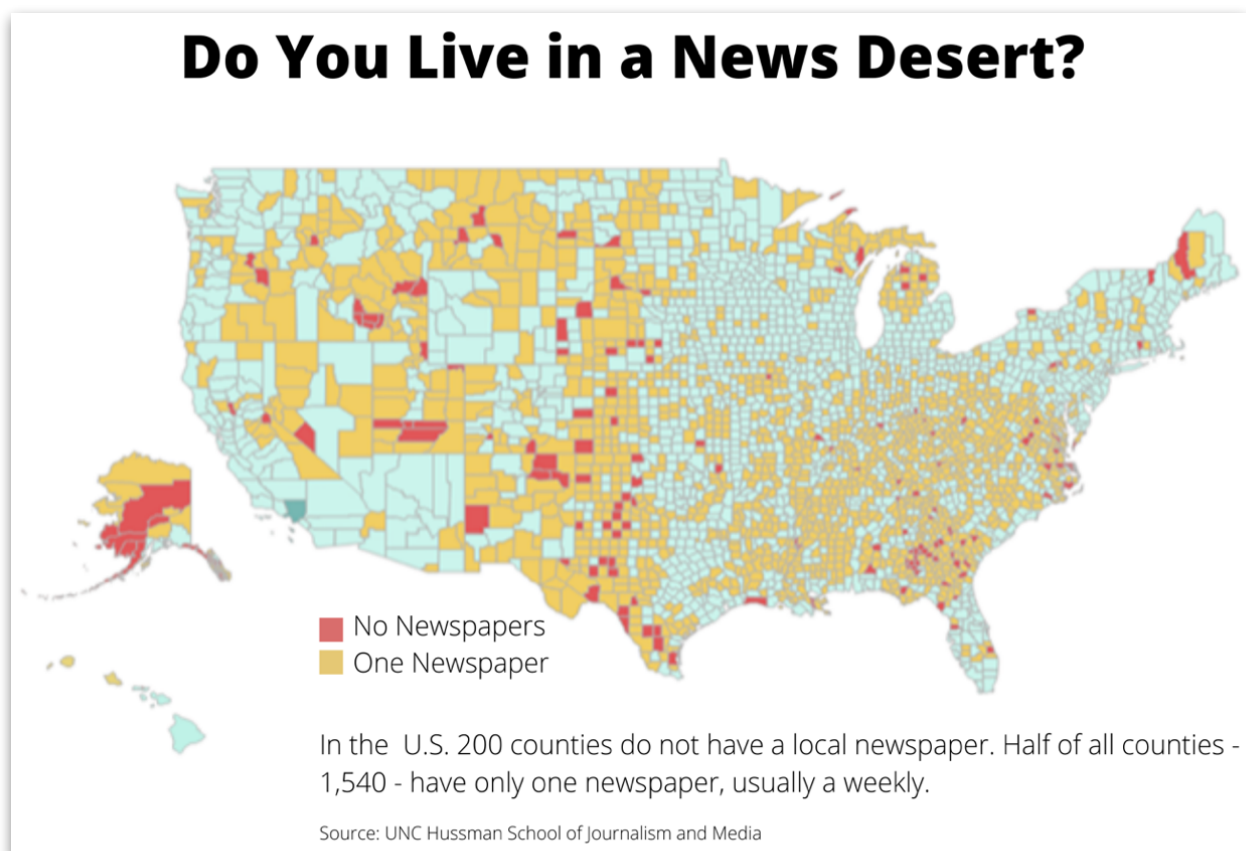 Do You Live in a News Desert?
No Newspapers
One Newspaper
In the U.S. 200 counties do not have a local newspaper. Half of all counties -
1,540 - have only one newspaper, usually a weekly.
Source: UNC Hussman School of Journalism and Media